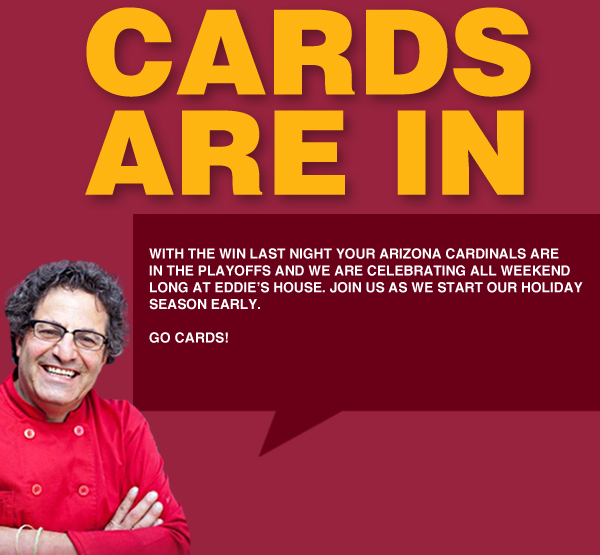 CARDS
ARE IN
WITH THE WIN LAST NIGHT YOUR ARIZONA CARDINALS ARE
IN THE PLAYOFFS AND WE ARE CELEBRATING ALL WEEKEND
LONG AT EDDIE'S HOUSE. JOIN US AS WE START OUR HOLIDAY
SEASON EARLY.
GO CARDS!